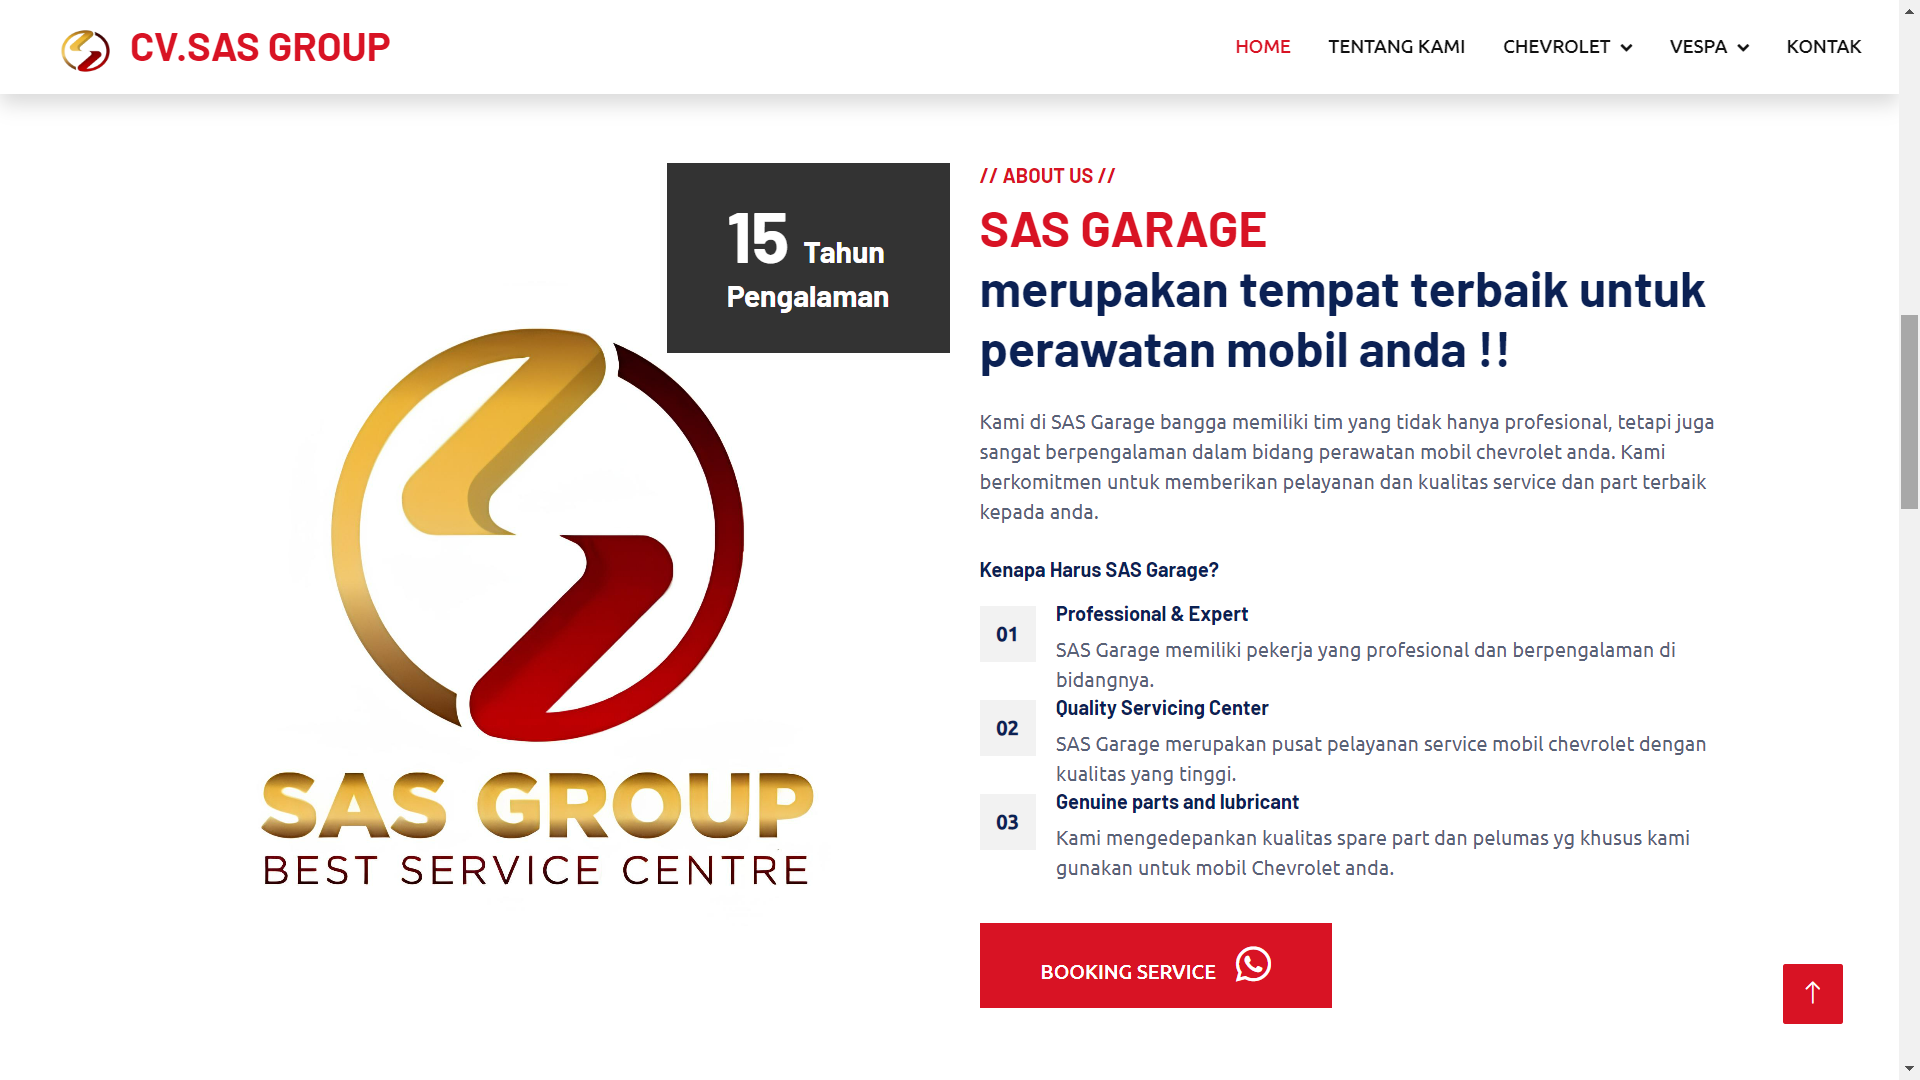 CV.SAS GROUP
HOME
TENTANG KAMI
CHEVROLET
VESPA
KONTAK
15 Tahun
Pengalaman
SAS GROUP
BEST SERVICE CENTRE
// ABOUT US //
SAS GARAGE
merupakan tempat terbaik untuk
perawatan mobil anda !!
Kami di SAS Garage bangga memiliki tim yang tidak hanya profesional, tetapi juga
sangat berpengalaman dalam bidang perawatan mobil chevrolet anda. Kami
berkomitmen untuk memberikan pelayanan dan kualitas service dan part terbaik
kepada anda.
Kenapa Harus SAS Garage?
01
Professional & Expert
SAS Garage memiliki pekerja yang profesional dan berpengalaman di
bidangnya.
02
Quality Servicing Center
SAS Garage merupakan pusat pelayanan service mobil chevrolet dengan
kualitas yang tinggi.
03
Genuine parts and lubricant
Kami mengedepankan kualitas spare part dan pelumas yg khusus kami
gunakan untuk mobil Chevrolet anda.
BOOKING SERVICE